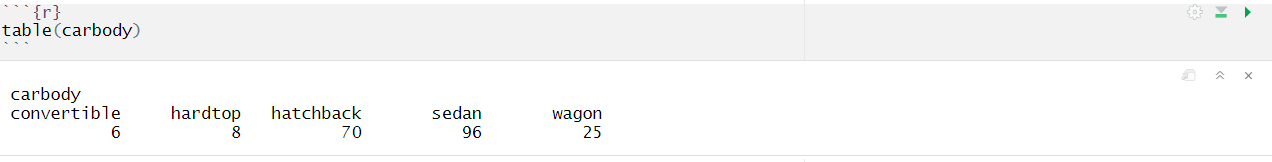 ```{r}
table(carbody)
```
carbody
convertible     hardtop   hatchback       sedan       wagon
          6           8          70          96          25